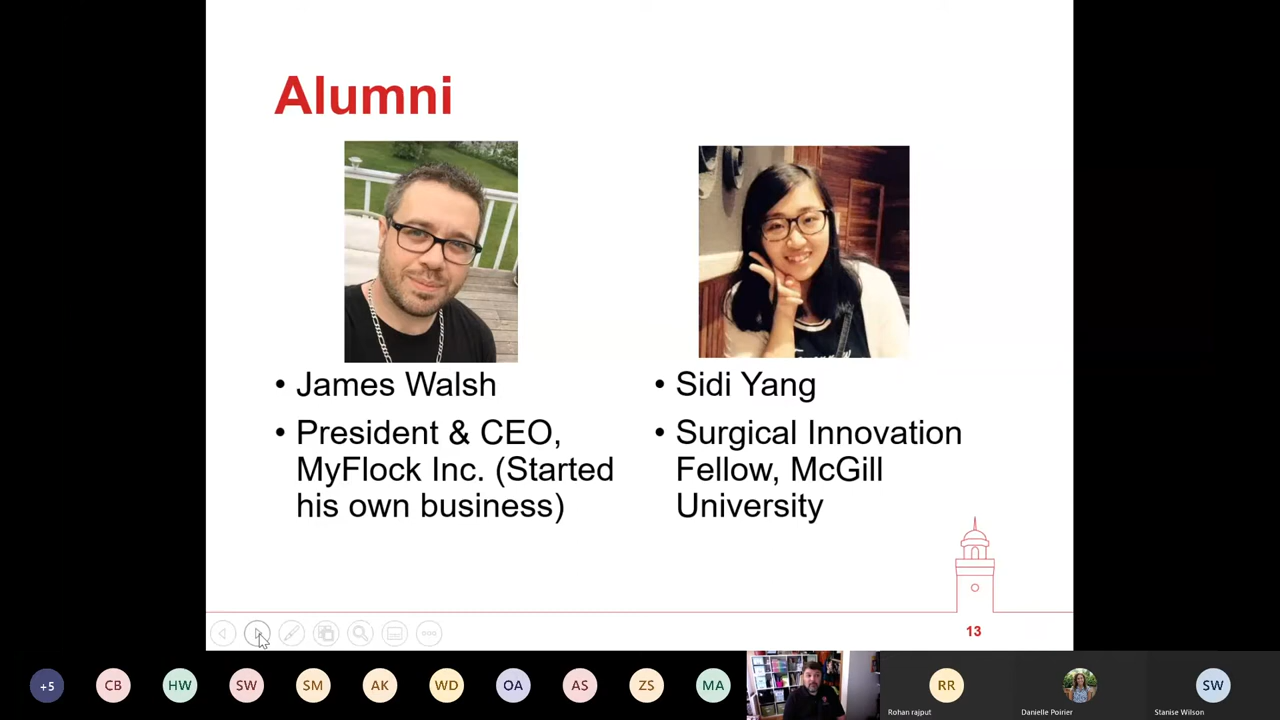 Alumni
• James Walsh
• President & CEO,
MyFlock Inc. (Started
his own business)
• Sidi Yang
• Surgical Innovation
Fellow, McGill
University
13
+5
CB
HW
SW
SM
AK
WD
OA
AS
ZS
MA
RR
Rohan rajput
Danielle Poirier
SW
Stanise Wilson